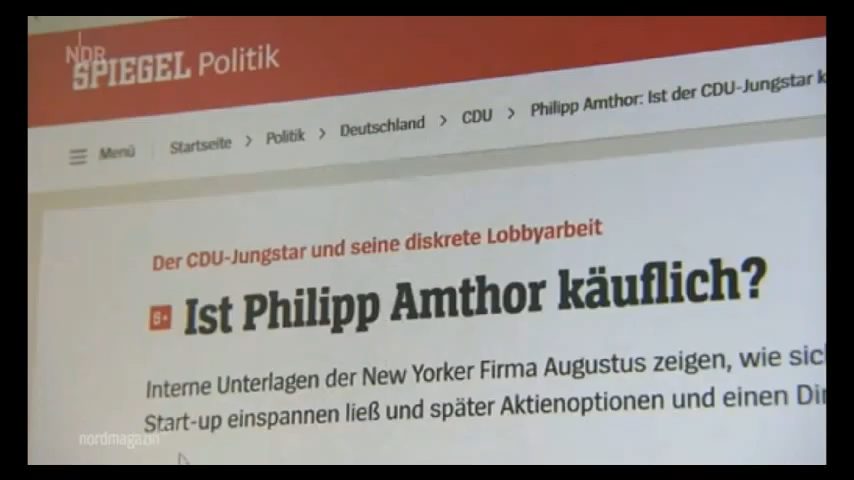 NDR
SPIEGEL Politik
Menü Startseite > Politik > Deutschland > CDU > Philipp Amthor: Ist der CDU-Jungstar k
Der CDU-Jungstar und seine diskrete Lobbyarbeit
S+ Ist Philipp Amthor käuflich?
Interne Unterlagen der New Yorker Firma Augustus zeigen, wie sic
Start-up einspannen ließ und später Aktienoptionen und einen Dir
nordmagazin